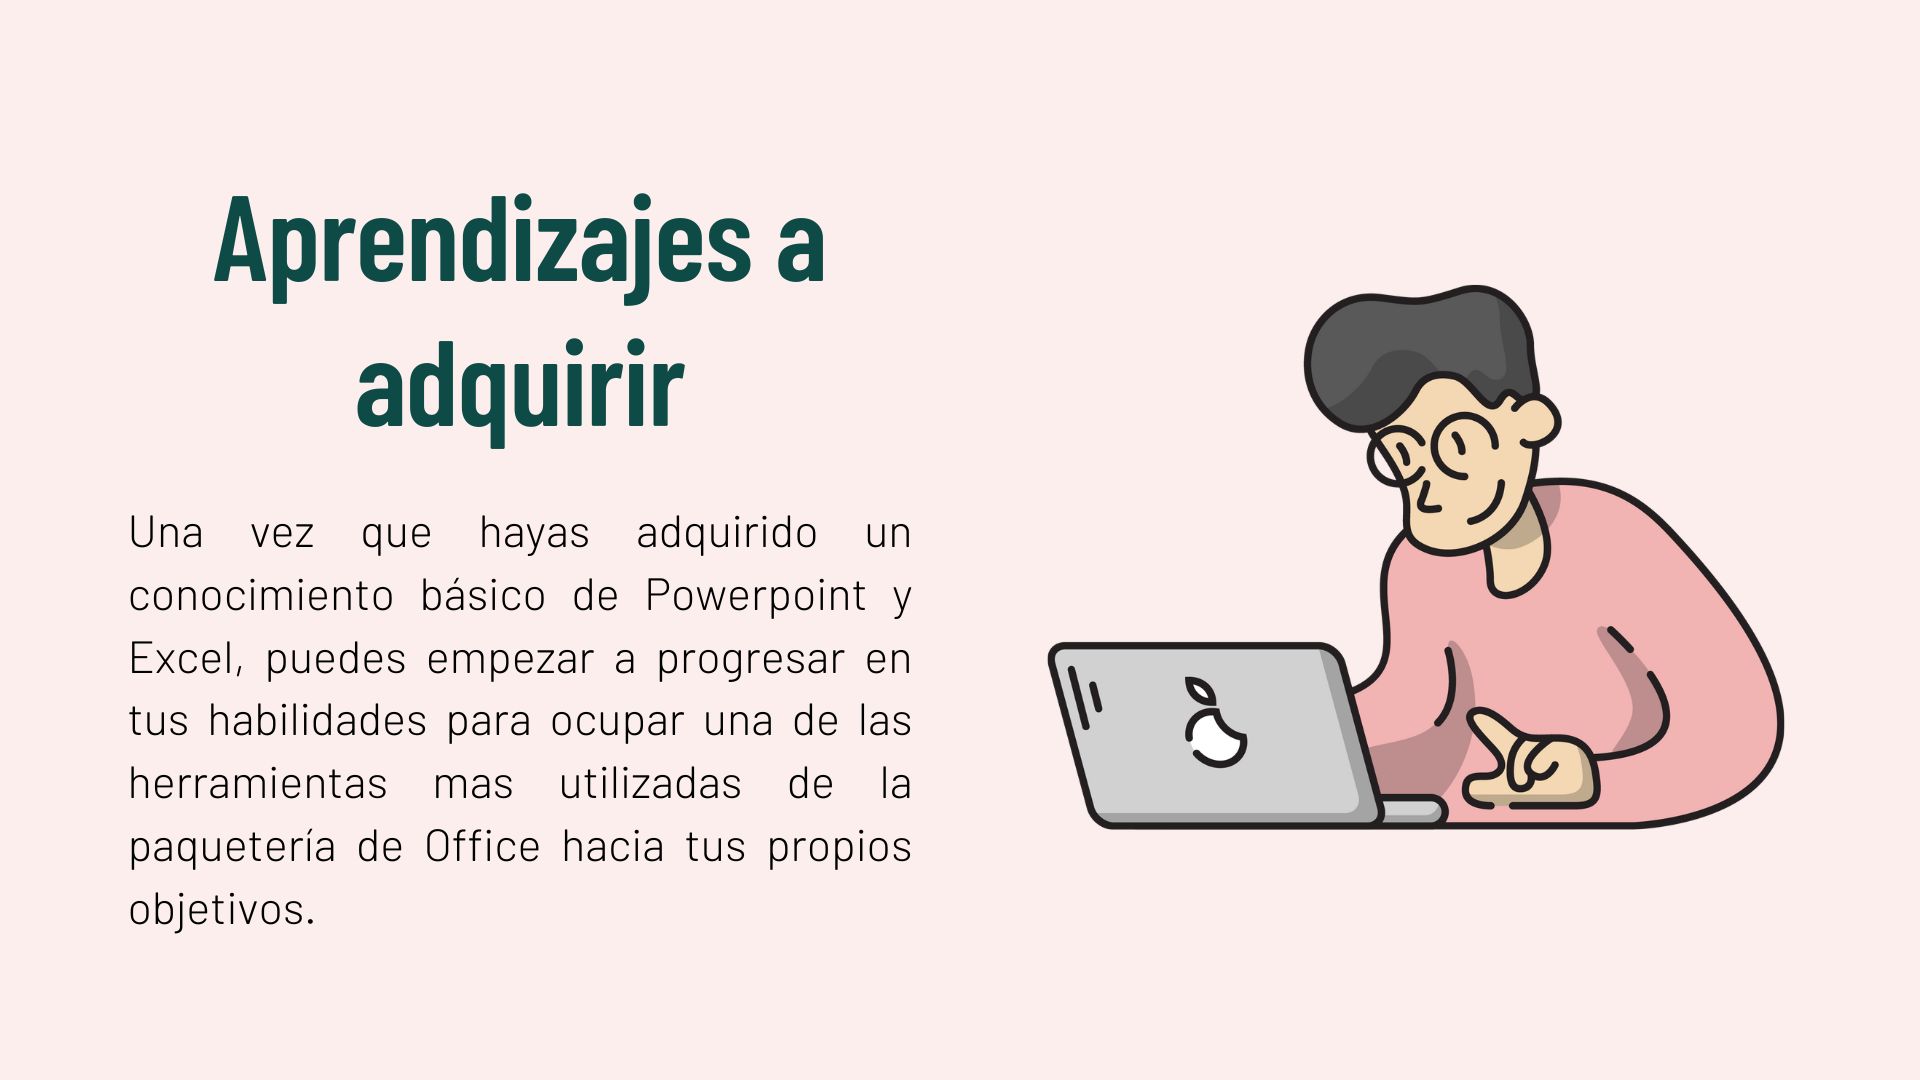 Aprendizajes a
adquirir
Una vez que hayas adquirido un
conocimiento básico de Powerpoint y
Excel, puedes empezar a progresar en
tus habilidades para ocupar una de las
herramientas mas utilizadas de la
paquetería de Office hacia tus propios
objetivos.